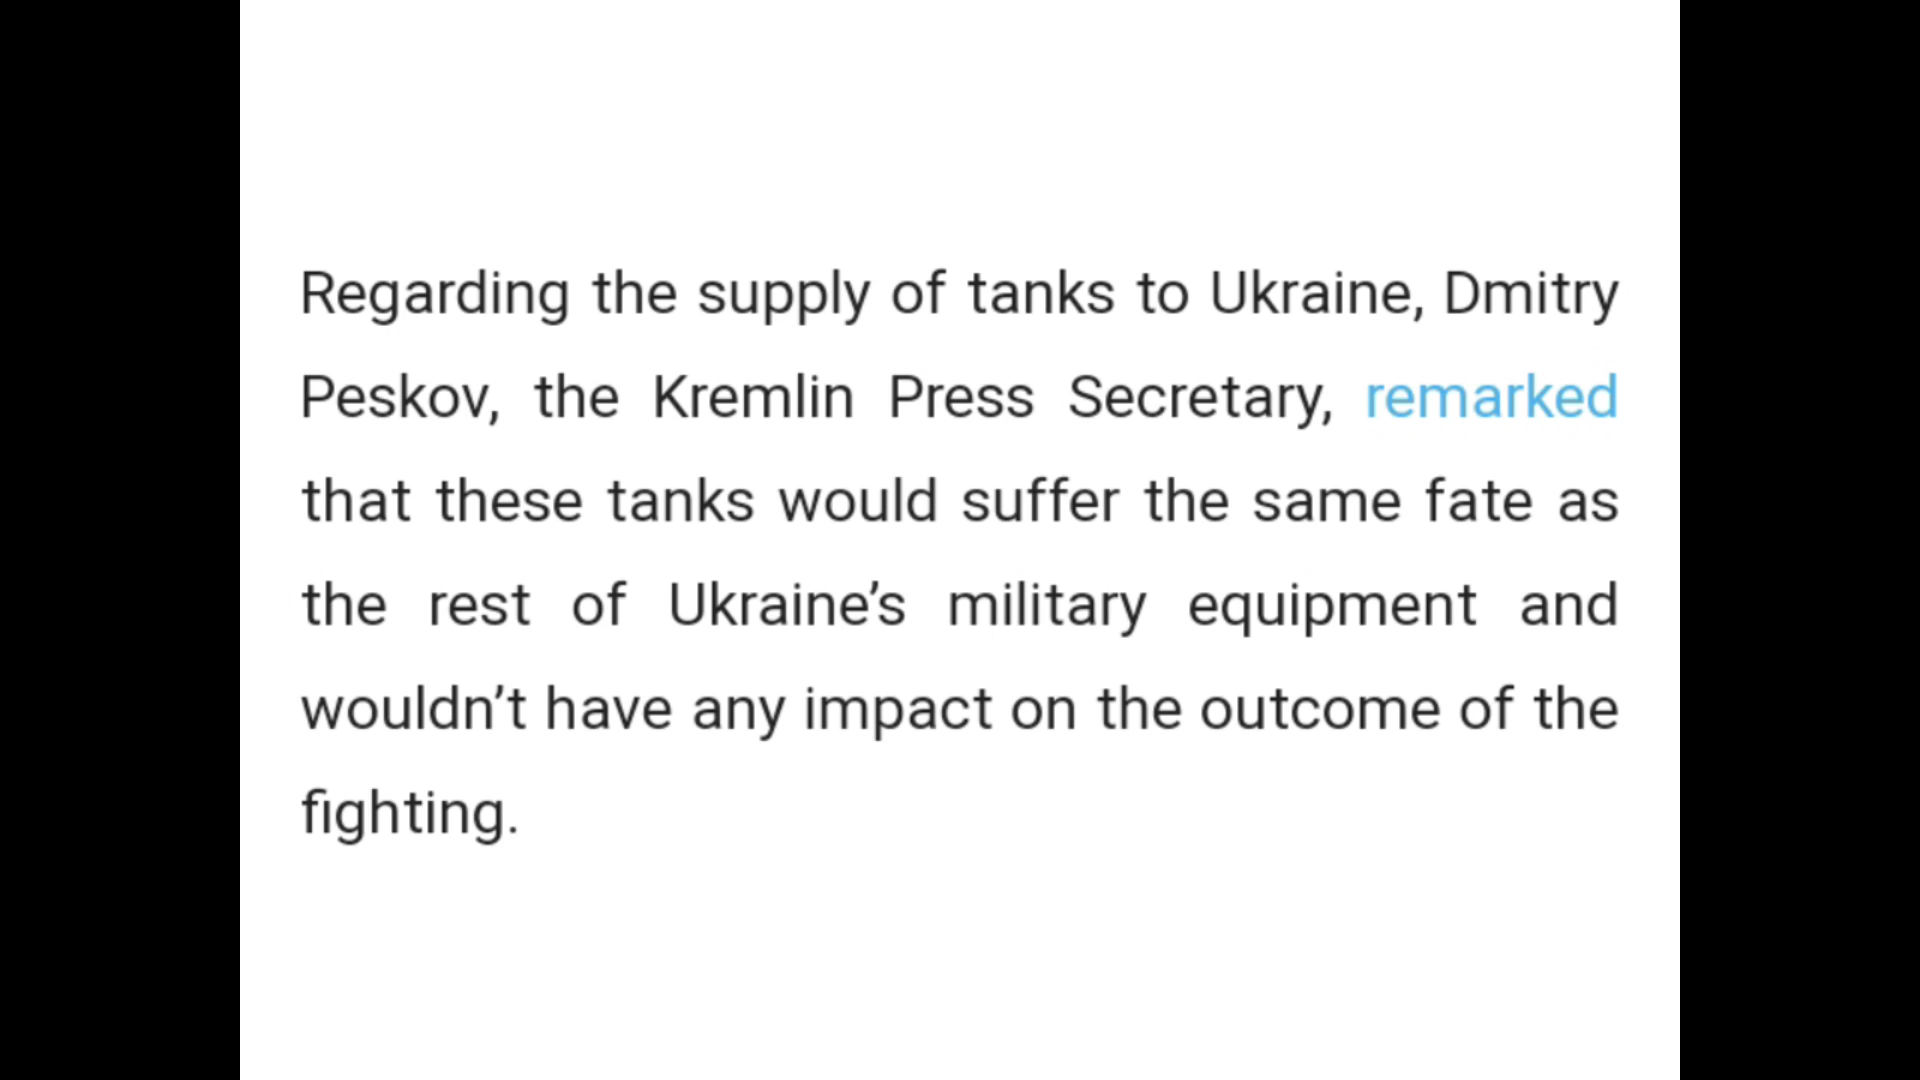 Regarding the supply of tanks to Ukraine, Dmitry
Peskov, the Kremlin Press Secretary, remarked
that these tanks would suffer the same fate as
the rest of Ukraine’s military equipment and
wouldn’t have any impact on the outcome of the
fighting.